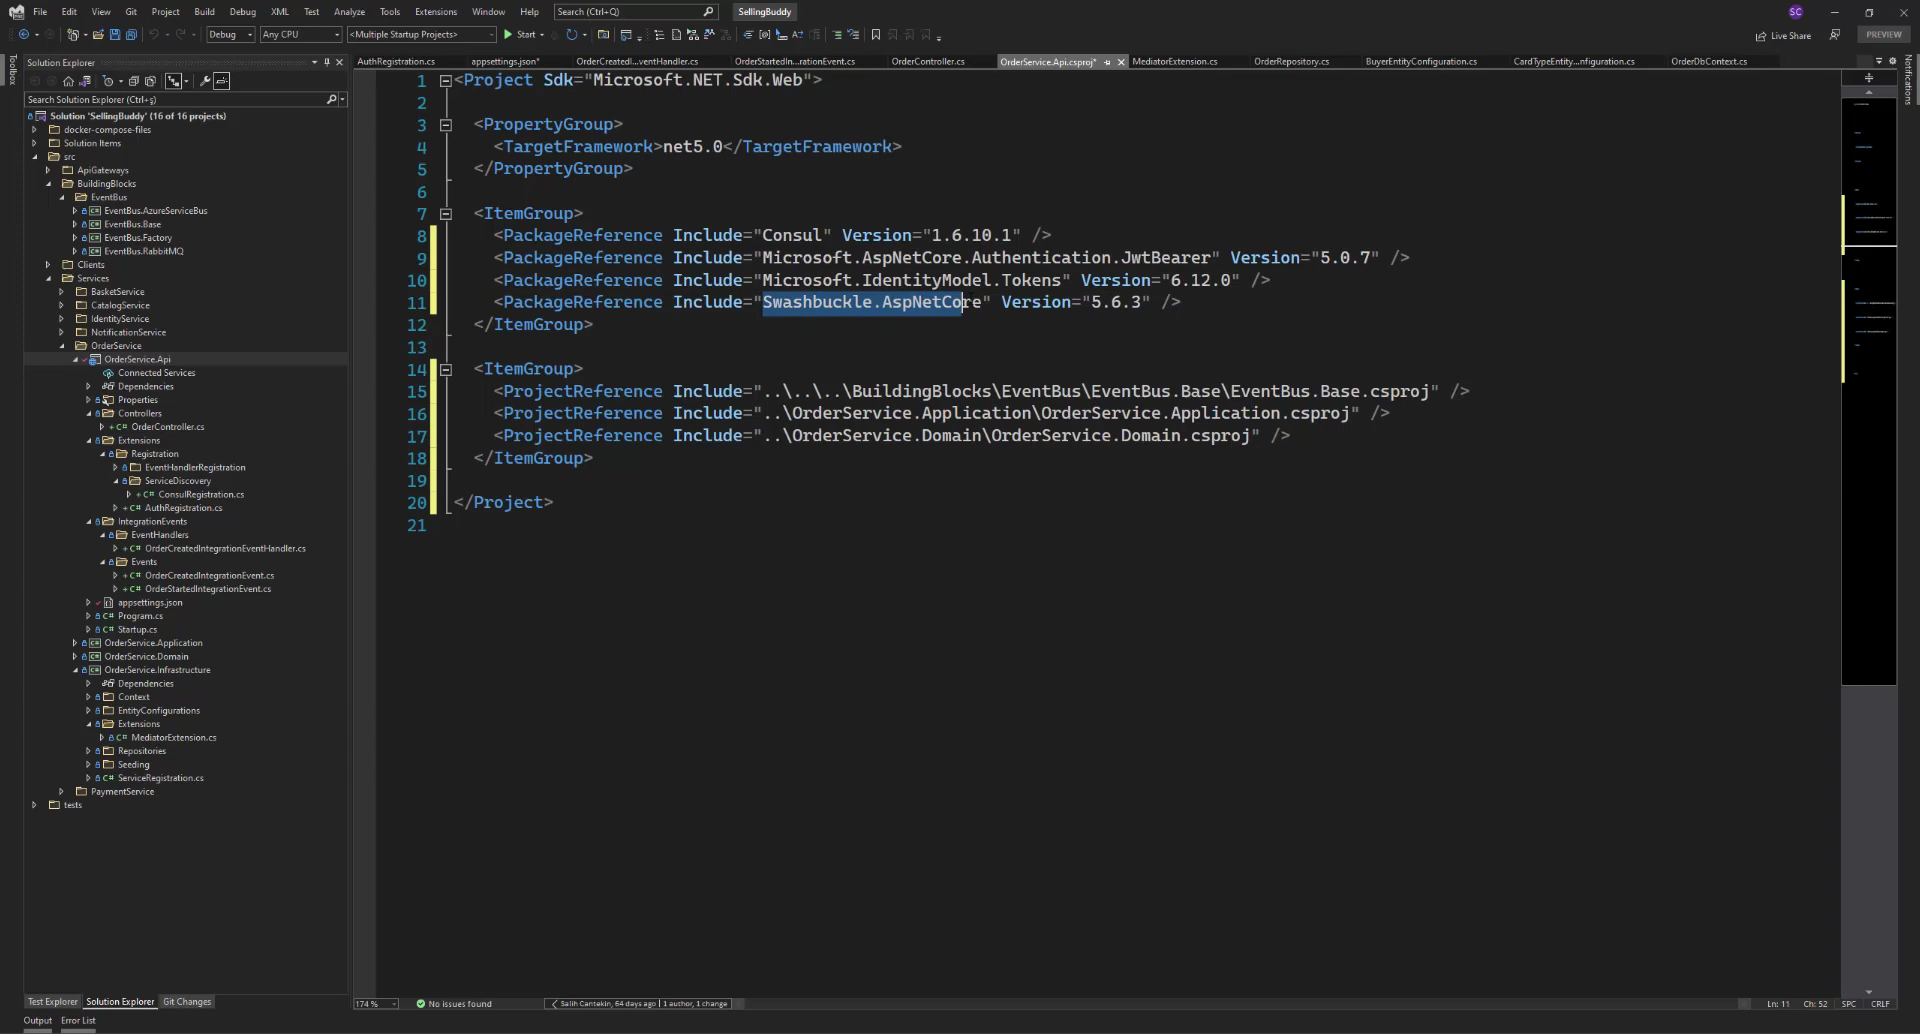 File Edit View Git Project Build Debug XML Test Analyze Tools Extensions Window Help Search (Ctrl+Q) SellingBuddy SC
Debug Any CPU <Multiple Startup Projects> Start Live Share PREVIEW
Toolbox
Notifications
Solution Explorer
AuthRegistration.cs appsettings.json* OrderCreatedI...ventHandler.cs OrderStartedIn...rationEvent.cs OrderController.cs OrderService.Api.csproj* MediatorExtension.cs OrderRepository.cs BuyerEntityConfiguration.cs CardTypeEntity...nfiguration.cs OrderDbContext.cs
Search Solution Explorer (Ctrl+ş)
Solution 'SellingBuddy' (16 of 16 projects)
docker-compose-files
Solution Items
src
ApiGateways
BuildingBlocks
EventBus
EventBus.AzureServiceBus
EventBus.Base
EventBus.Factory
EventBus.RabbitMQ
Clients
Services
BasketService
CatalogService
IdentityService
NotificationService
OrderService
OrderService.Api
Connected Services
Dependencies
Properties
Controllers
OrderController.cs
Extensions
Registration
EventHandlerRegistration
ServiceDiscovery
ConsulRegistration.cs
AuthRegistration.cs
IntegrationEvents
EventHandlers
OrderCreatedIntegrationEventHandler.cs
Events
OrderCreatedIntegrationEvent.cs
OrderStartedIntegrationEvent.cs
appsettings.json
Program.cs
Startup.cs
OrderService.Application
OrderService.Domain
OrderService.Infrastructure
Dependencies
Context
EntityConfigurations
Extensions
MediatorExtension.cs
Repositories
Seeding
ServiceRegistration.cs
PaymentService
tests
1 <Project Sdk="Microsoft.NET.Sdk.Web">
2
3 <PropertyGroup>
4 <TargetFramework>net5.0</TargetFramework>
5 </PropertyGroup>
6
7 <ItemGroup>
8 <PackageReference Include="Consul" Version="1.6.10.1" />
9 <PackageReference Include="Microsoft.AspNetCore.Authentication.JwtBearer" Version="5.0.7" />
10 <PackageReference Include="Microsoft.IdentityModel.Tokens" Version="6.12.0" />
11 <PackageReference Include="Swashbuckle.AspNetCore" Version="5.6.3" />
12 </ItemGroup>
13
14 <ItemGroup>
15 <ProjectReference Include="..\..\..\BuildingBlocks\EventBus\EventBus.Base\EventBus.Base.csproj" />
16 <ProjectReference Include="..\OrderService.Application\OrderService.Application.csproj" />
17 <ProjectReference Include="..\OrderService.Domain\OrderService.Domain.csproj" />
18 </ItemGroup>
19
20 </Project>
21
Test Explorer Solution Explorer Git Changes
174 % No issues found Salih Cantekin, 64 days ago | 1 author, 1 change Ln: 11 Ch: 52 SPC CRLF
Output Error List